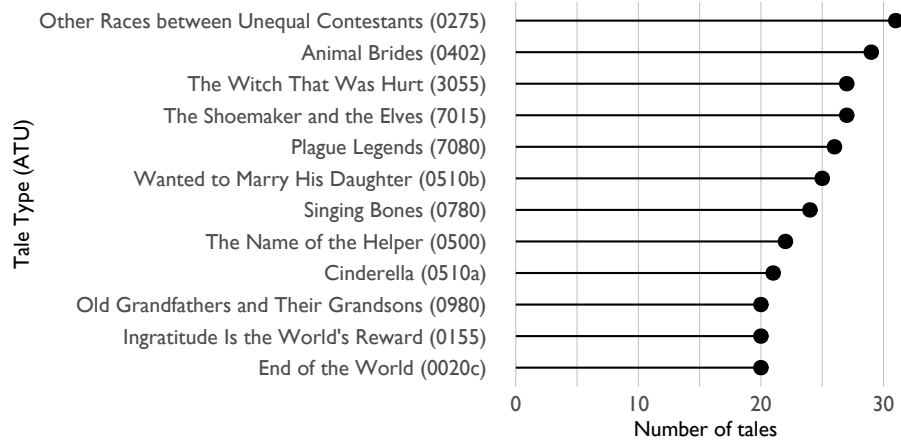 Other Races between Unequal Contestants (0275)
Animal Brides (0402)
The Witch That Was Hurt (3055)
The Shoemaker and the Elves (7015)
Plague Legends (7080)
Wanted to Marry His Daughter (0510b)
Singing Bones (0780)
The Name of the Helper (0500)
Cinderella (0510a)
Old Grandfathers and Their Grandsons (0980)
Ingratitude Is the World's Reward (0155)
End of the World (0020c)
Tale Type (ATU)
0 10 20 30
Number of tales